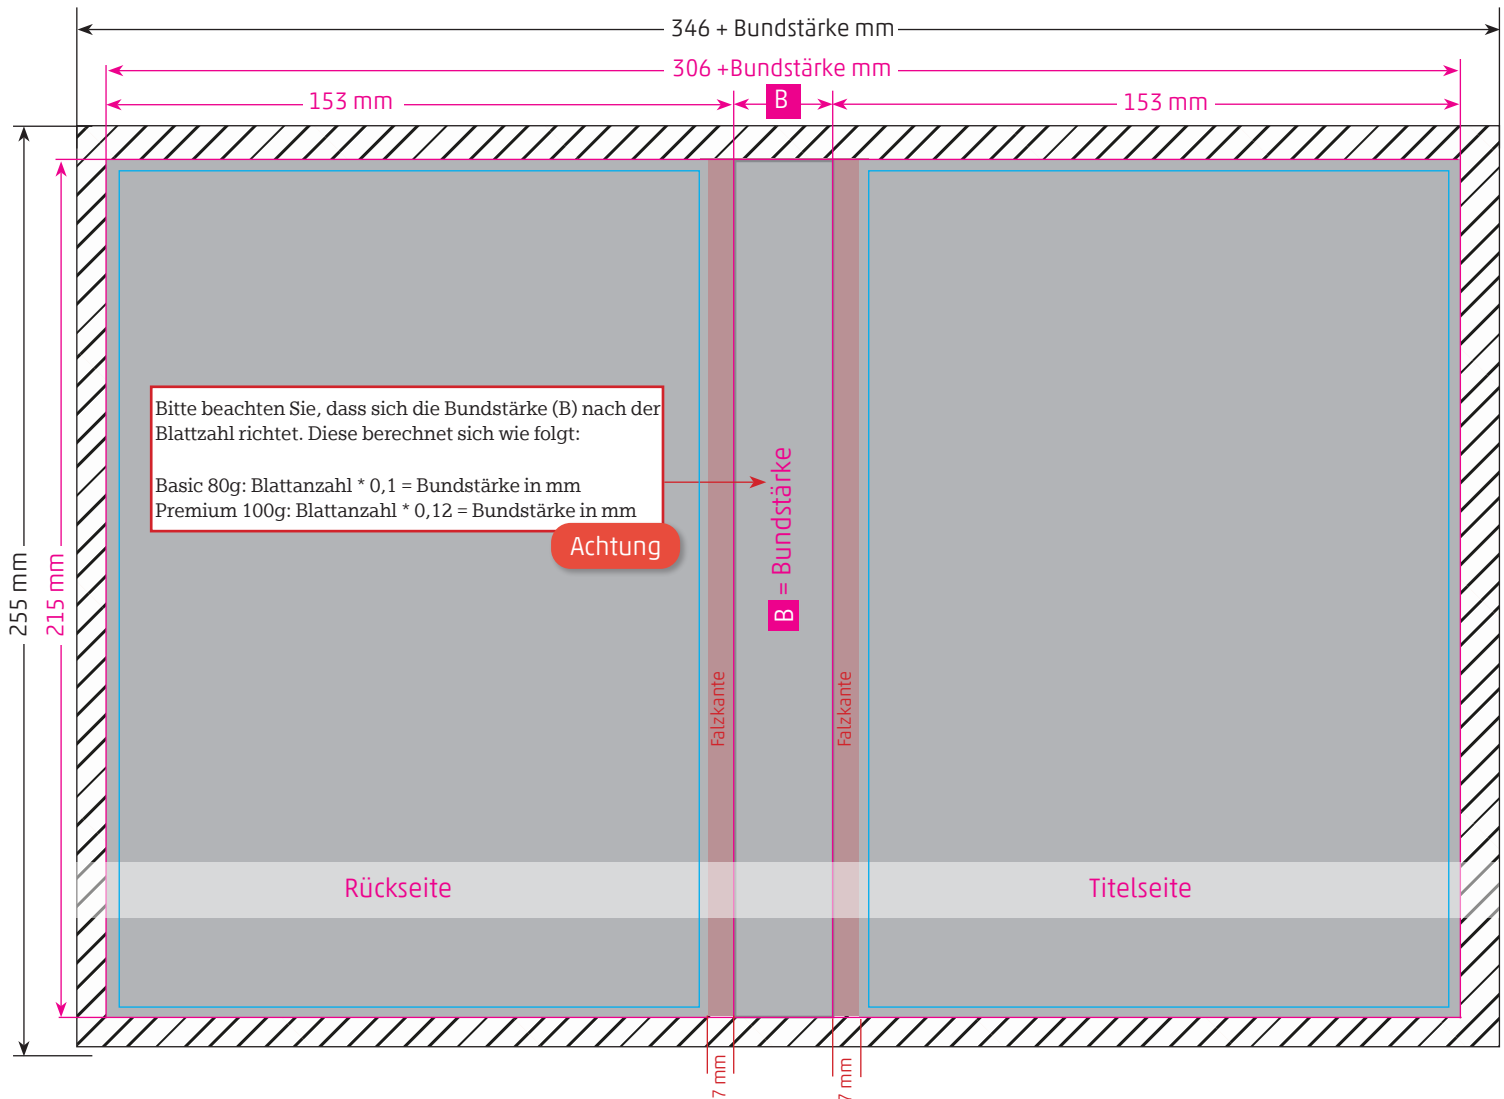 346 + Bundstärke mm
306 +Bundstärke mm
153 mm
B
153 mm
255 mm
215 mm
Bitte beachten Sie, dass sich die Bundstärke (B) nach der
Blattzahl richtet. Diese berechnet sich wie folgt:
Basic 80g: Blattanzahl * 0,1 = Bundstärke in mm
Premium 100g: Blattanzahl * 0,12 = Bundstärke in mm
Achtung
B = Bundstärke
Falzkante
Falzkante
Rückseite
Titelseite
7 mm
7 mm